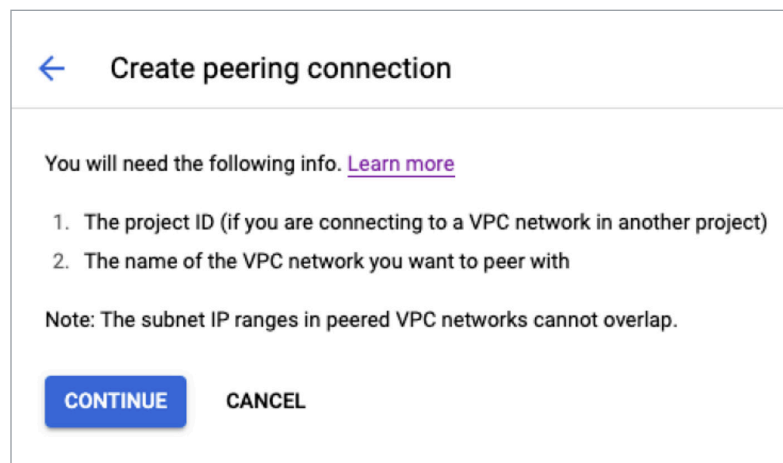 Create peering connection
You will need the following info. Learn more
1. The project ID (if you are connecting to a VPC network in another project)
2. The name of the VPC network you want to peer with
Note: The subnet IP ranges in peered VPC networks cannot overlap.
CONTINUE CANCEL